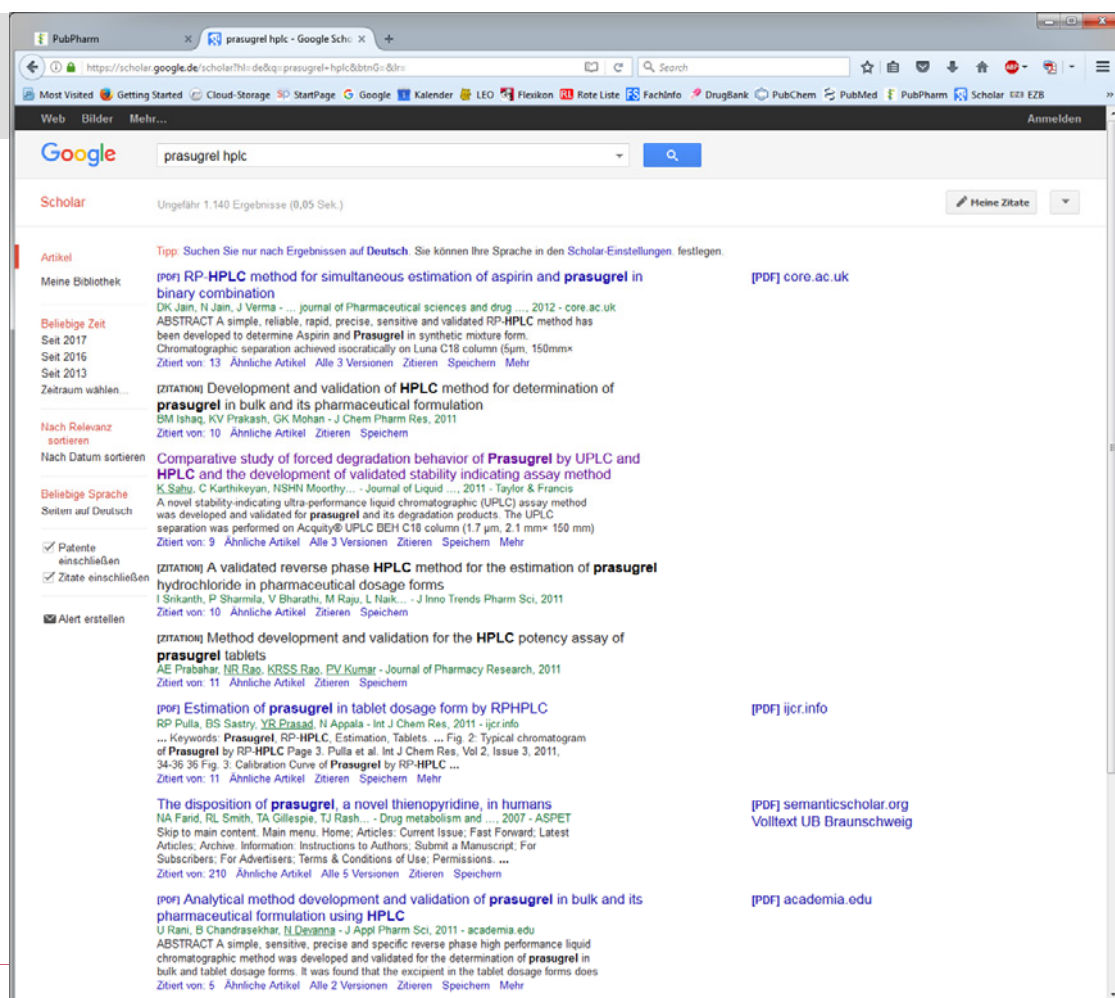 PubPharm
prasugrel hplc - Google Scho
https://scholar.google.de/scholar?hl=de&q=prasugrel+hplc&btnG=&lr=
Search
Most Visited Getting Started Cloud-Storage StartPage Google Kalender LEO Flexikon Rote Liste FachInfo DrugBank PubChem PubMed PubPharm Scholar EZB
Web Bilder Mehr...
Anmelden
Google
prasugrel hplc
Scholar
Ungefähr 1.140 Ergebnisse (0,05 Sek.)
Heine Zitate
Artikel
Meine Bibliothek
Beliebige Zeit
Seit 2017
Seit 2016
Seit 2013
Zeitraum wählen...
Nach Relevanz
sortieren
Nach Datum sortieren
Beliebige Sprache
Seiten auf Deutsch
Patente
einschließen
Zitate einschließen
Alert erstellen
Tipp: Suchen Sie nur nach Ergebnissen auf Deutsch. Sie können Ihre Sprache in den Scholar-Einstellungen. festlegen.
[PDF] RP-HPLC method for simultaneous estimation of aspirin and prasugrel in
binary combination
DK Jain, N Jain, J Verma - ... journal of Pharmaceutical sciences and drug ..., 2012 - core.ac.uk
ABSTRACT A simple, reliable, rapid, precise, sensitive and validated RP-HPLC method has
been developed to determine Aspirin and Prasugrel in synthetic mixture form.
Chromatographic separation achieved isocratically on Luna C18 column (5µm, 150mm×
Zitiert von: 13 Ähnliche Artikel Alle 3 Versionen Zitieren Speichern Mehr
[PDF] core.ac.uk
[ZITATION] Development and validation of HPLC method for determination of
prasugrel in bulk and its pharmaceutical formulation
BM Ishaq, KV Prakash, GK Mohan - J Chem Pharm Res, 2011
Zitiert von: 10 Ähnliche Artikel Zitieren Speichern
Comparative study of forced degradation behavior of Prasugrel by UPLC and
HPLC and the development of validated stability indicating assay method
K Sahu, C Karthikeyan, NSHN Moorthy... - Journal of Liquid ..., 2011 - Taylor & Francis
A novel stability-indicating ultra-performance liquid chromatographic (UPLC) assay method
was developed and validated for prasugrel and its degradation products. The UPLC
separation was performed on Acquity® UPLC BEH C18 column (1.7 µm, 2.1 mm× 150 mm)
Zitiert von: 9 Ähnliche Artikel Alle 3 Versionen Zitieren Speichern Mehr
[ZITATION] A validated reverse phase HPLC method for the estimation of prasugrel
hydrochloride in pharmaceutical dosage forms
I Srikanth, P Sharmila, V Bharathi, M Raju, L Naik... - J Inno Trends Pharm Sci, 2011
Zitiert von: 10 Ähnliche Artikel Zitieren Speichern
[ZITATION] Method development and validation for the HPLC potency assay of
prasugrel tablets
AE Prabahar, NR Rao, KRSS Rao, PV Kumar - Journal of Pharmacy Research, 2011
Zitiert von: 11 Ähnliche Artikel Zitieren Speichern
[PDF] Estimation of prasugrel in tablet dosage form by RPHPLC
RP Pulla, BS Sastry, YR Prasad, N Appala - Int J Chem Res, 2011 - ijcr.info
... Keywords: Prasugrel, RP-HPLC, Estimation, Tablets. ... Fig. 2: Typical chromatogram
of Prasugrel by RP-HPLC Page 3. Pulla et al. Int J Chem Res, Vol 2, Issue 3, 2011,
34-36 36 Fig. 3: Calibration Curve of Prasugrel by RP-HPLC ...
Zitiert von: 11 Ähnliche Artikel Zitieren Speichern Mehr
[PDF] ijcr.info
The disposition of prasugrel, a novel thienopyridine, in humans
NA Farid, RL Smith, TA Gillespie, TJ Rash... - Drug metabolism and ..., 2007 - ASPET
Skip to main content. Main menu. Home; Articles: Current Issue; Fast Forward; Latest
Articles; Archive. Information: Instructions to Authors; Submit a Manuscript; For
Subscribers; For Advertisers; Terms & Conditions of Use; Permissions. ...
Zitiert von: 210 Ähnliche Artikel Alle 5 Versionen Zitieren Speichern
[PDF] semanticscholar.org
Volltext UB Braunschweig
[PDF] Analytical method development and validation of prasugrel in bulk and its
pharmaceutical formulation using HPLC
U Rani, B Chandrasekhar, N Devanna - J Appl Pharm Sci, 2011 - academia.edu
ABSTRACT A simple, sensitive, precise and specific reverse phase high performance liquid
chromatographic method was developed and validated for the determination of prasugrel in
bulk and tablet dosage forms. It was found that the excipient in the tablet dosage forms does
Zitiert von: 5 Ähnliche Artikel Alle 2 Versionen Zitieren Speichern Mehr
[PDF] academia.edu